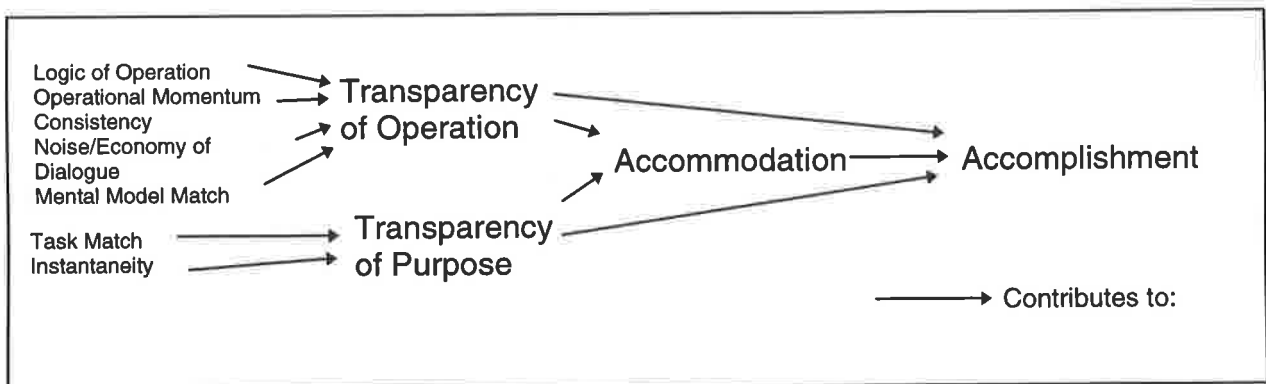 Logic of Operation
Operational Momentum
Consistency
Noise/Economy of
Dialogue
Mental Model Match
Task Match
Instantaneity
Transparency
of Operation
Transparency
of Purpose
Accommodation
Accomplishment
Contributes to: